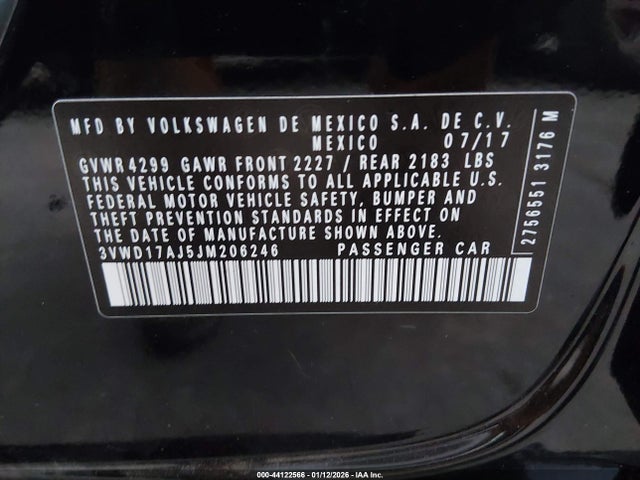 MFD BY VOLKSWAGEN DE MEXICO S.A. DE C.V.
MEXICO 07/17
GVWR 4299 GAWR FRONT 2227 / REAR 2183 LBS
THIS VEHICLE CONFORMS TO ALL APPLICABLE U.S.
FEDERAL MOTOR VEHICLE SAFETY, BUMPER AND
THEFT PREVENTION STANDARDS IN EFFECT ON
THE DATE OF MANUFACTURE SHOWN ABOVE.
3VWD17AJ5JM206246 PASSENGER CAR
2756551 3176 M
000-44122566 - 01/12/2026 - IAA Inc.